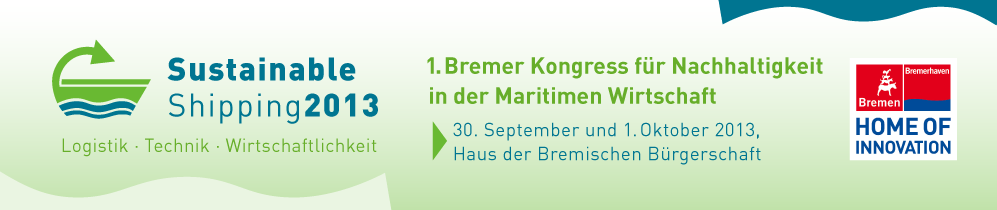 Sustainable
Shipping2013
Logistik · Technik · Wirtschaftlichkeit
1. Bremer Kongress für Nachhaltigkeit
in der Maritimen Wirtschaft
30. September und 1. Oktober 2013,
Haus der Bremischen Bürgerschaft
Bremen
Bremerhaven
HOME OF
INNOVATION